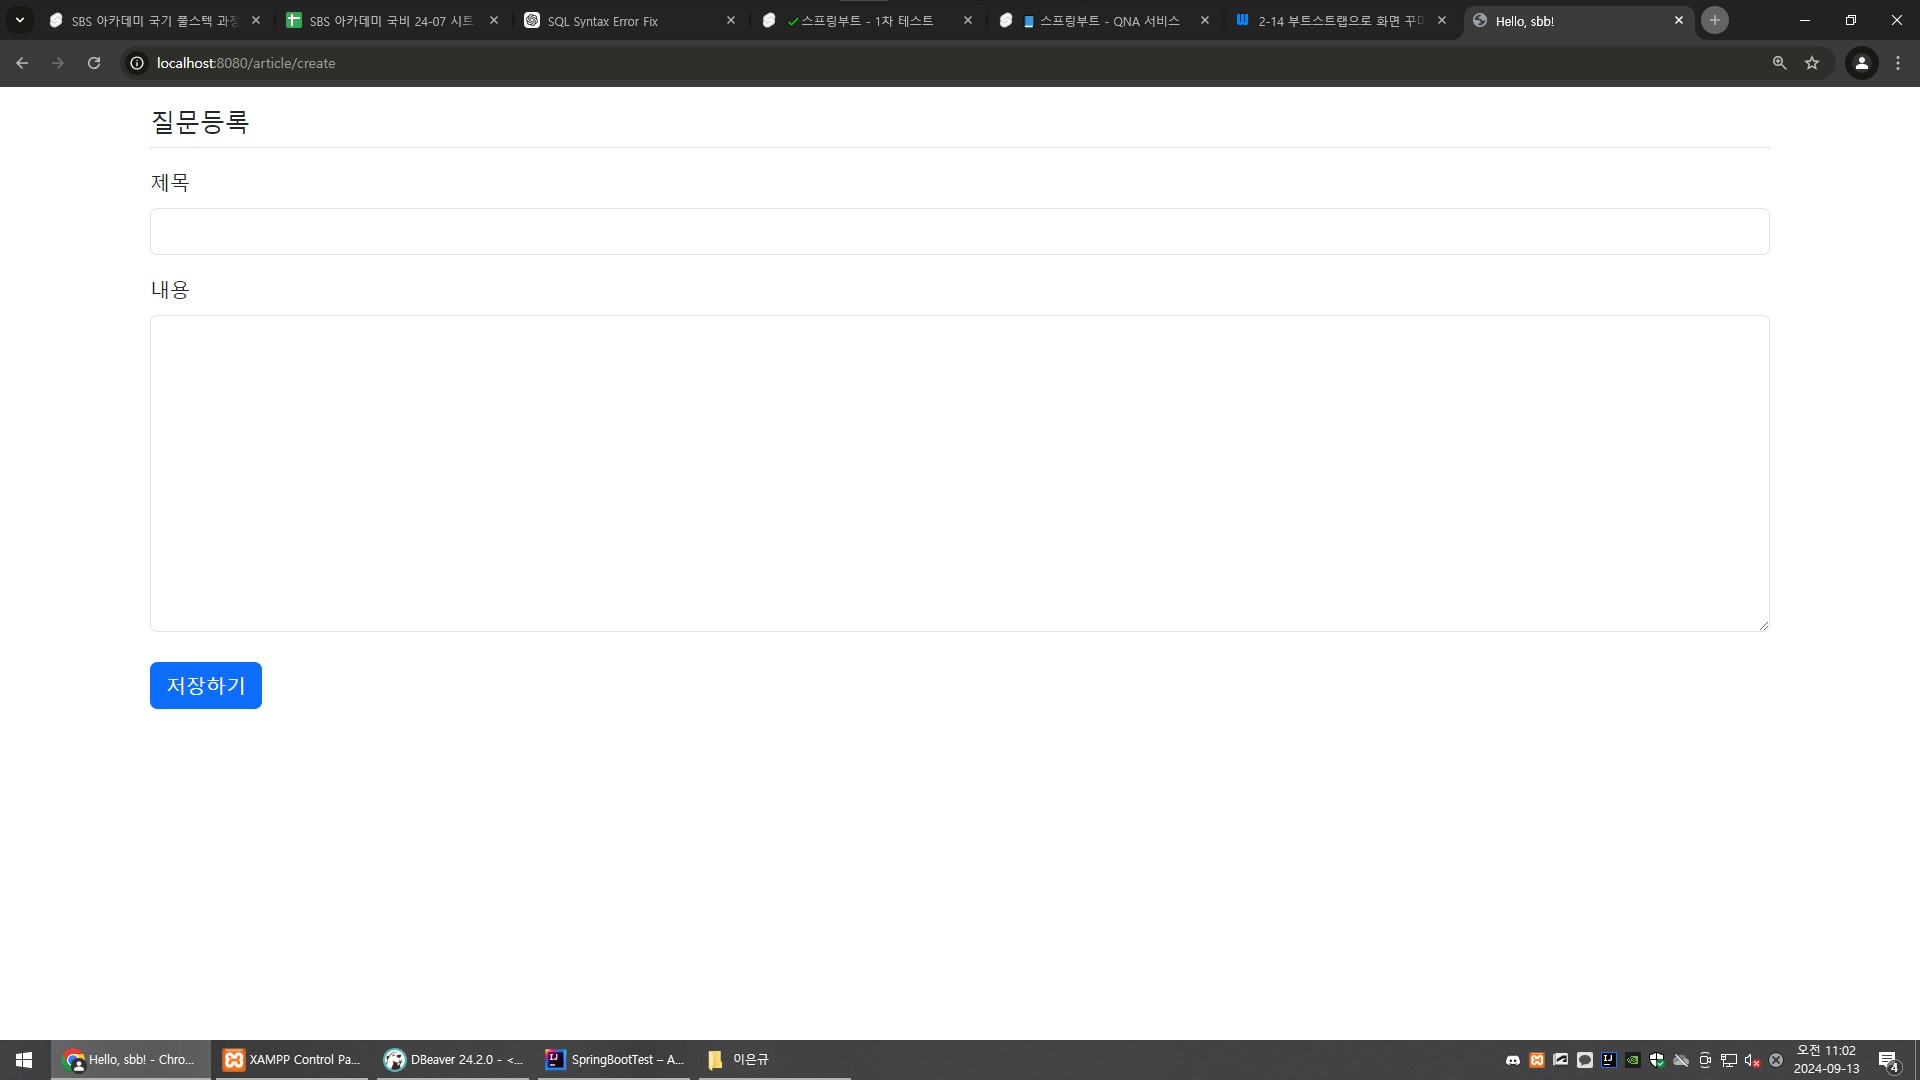 SBS 아카데미 국기 풀스텍 과정
SBS 아카데미 국비 24-07 시트
SQL Syntax Error Fix
스프링부트 - 1차 테스트
스프링부트 - QNA 서비스
2-14 부트스트랩으로 화면 꾸미
Hello, sbb!
localhost:8080/article/create
질문등록
제목
내용
저장하기
Hello, sbb! - Chro...
XAMPP Control Pa...
DBeaver 24.2.0 - <...
SpringBootTest – A...
이은규
오전 11:02
2024-09-13
4